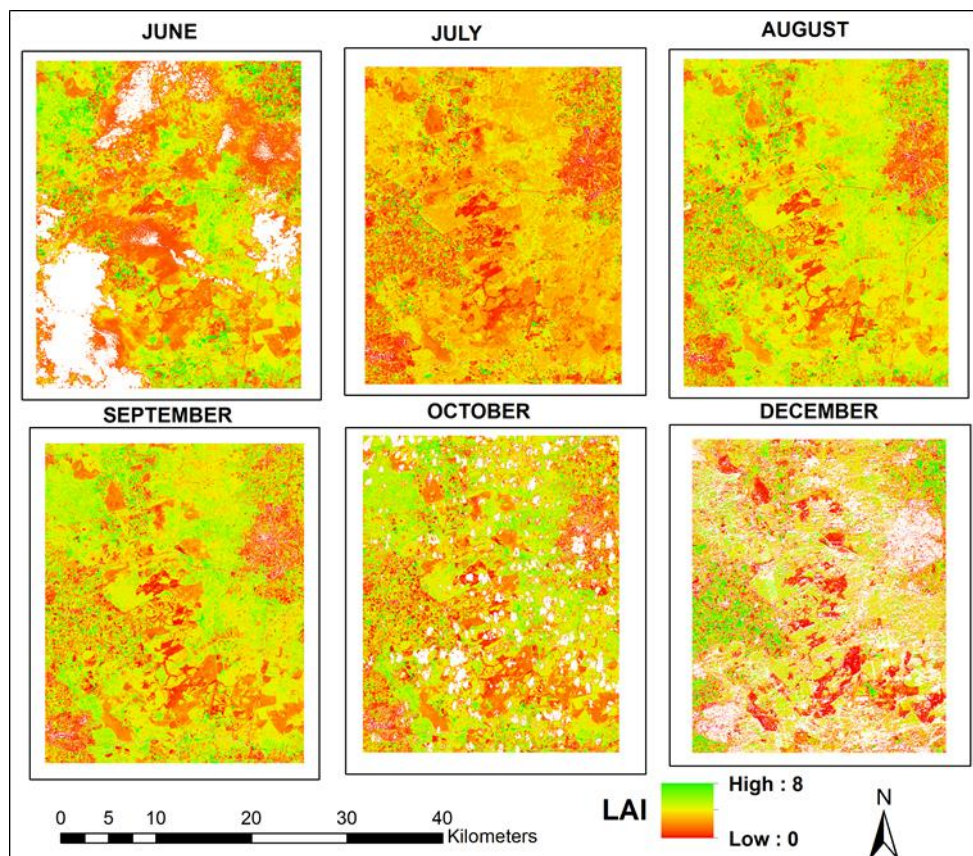 JUNE
JULY
AUGUST
SEPTEMBER
OCTOBER
DECEMBER
LAI
High : 8
Low : 0
N
0 5 10 20 30 40
Kilometers